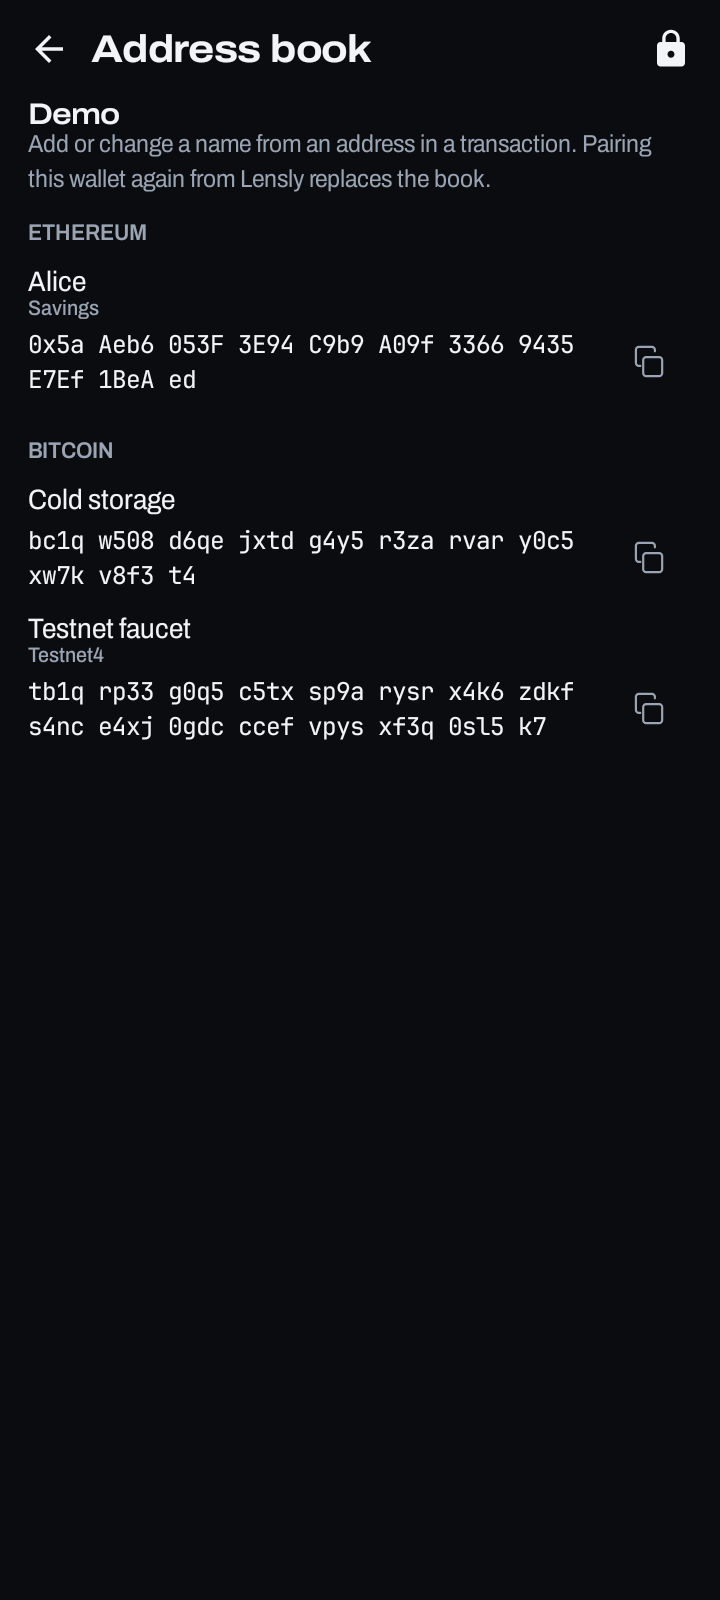 Address book
Demo
Add or change a name from an address in a transaction. Pairing
this wallet again from Lensly replaces the book.
ETHEREUM
Alice
Savings
0x5a Aeb6 053F 3E94 C9b9 A09f 3366 9435
E7Ef 1BeA ed
BITCOIN
Cold storage
bc1q w508 d6qe jxtd g4y5 r3za rvar y0c5
xw7k v8f3 t4
Testnet faucet
Testnet4
tb1q rp33 g0q5 c5tx sp9a rysr x4k6 zdkf
s4nc e4xj 0gdc ccef vpys xf3q 0sl5 k7